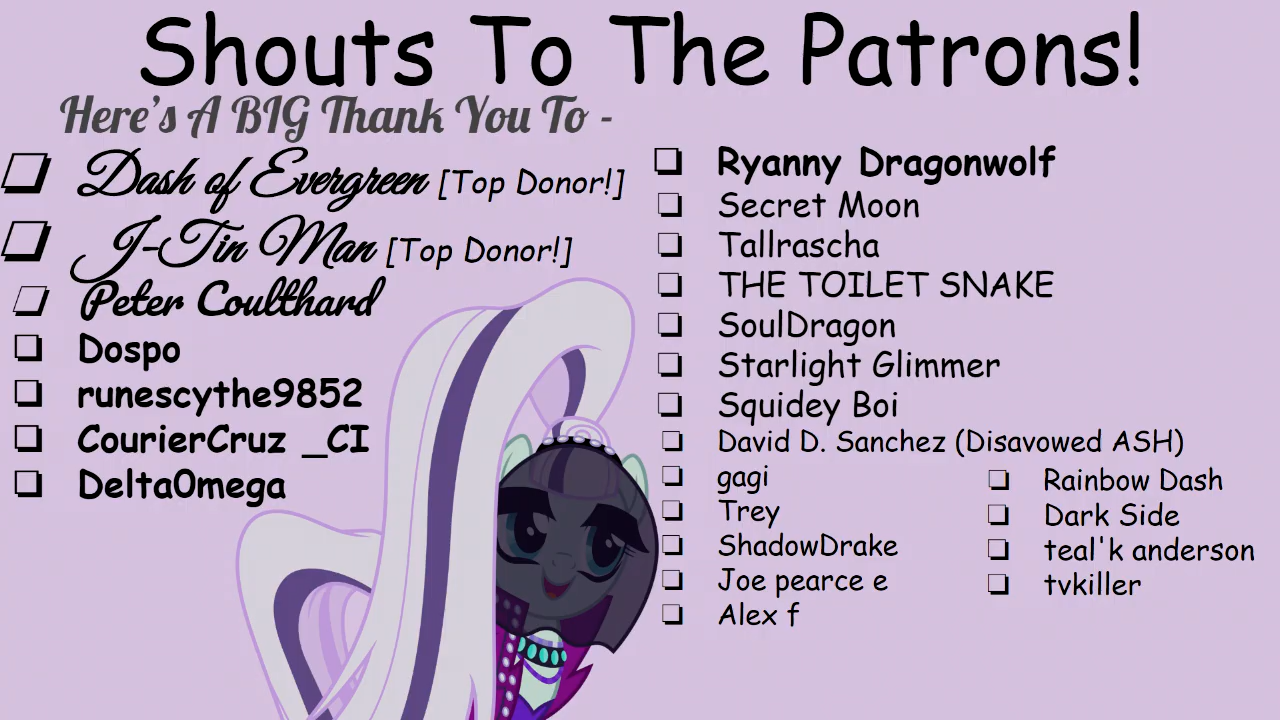 Shouts To The Patrons!
Here's A BIG Thank You To -
❏ Dash of Evergreen [Top Donor!]
❏ J-Tin Man [Top Donor!]
❏ Peter Coulthard
❏ Dospo
❏ runescythe9852
❏ CourierCruz _CI
❏ Delta0mega
❏ Ryanny Dragonwolf
❏ Secret Moon
❏ Tallrascha
❏ THE TOILET SNAKE
❏ SoulDragon
❏ Starlight Glimmer
❏ Squidey Boi
❏ David D. Sanchez (Disavowed ASH)
❏ gagi
❏ Trey
❏ ShadowDrake
❏ Joe pearce e
❏ Alex f
❏ Rainbow Dash
❏ Dark Side
❏ teal'k anderson
❏ tvkiller